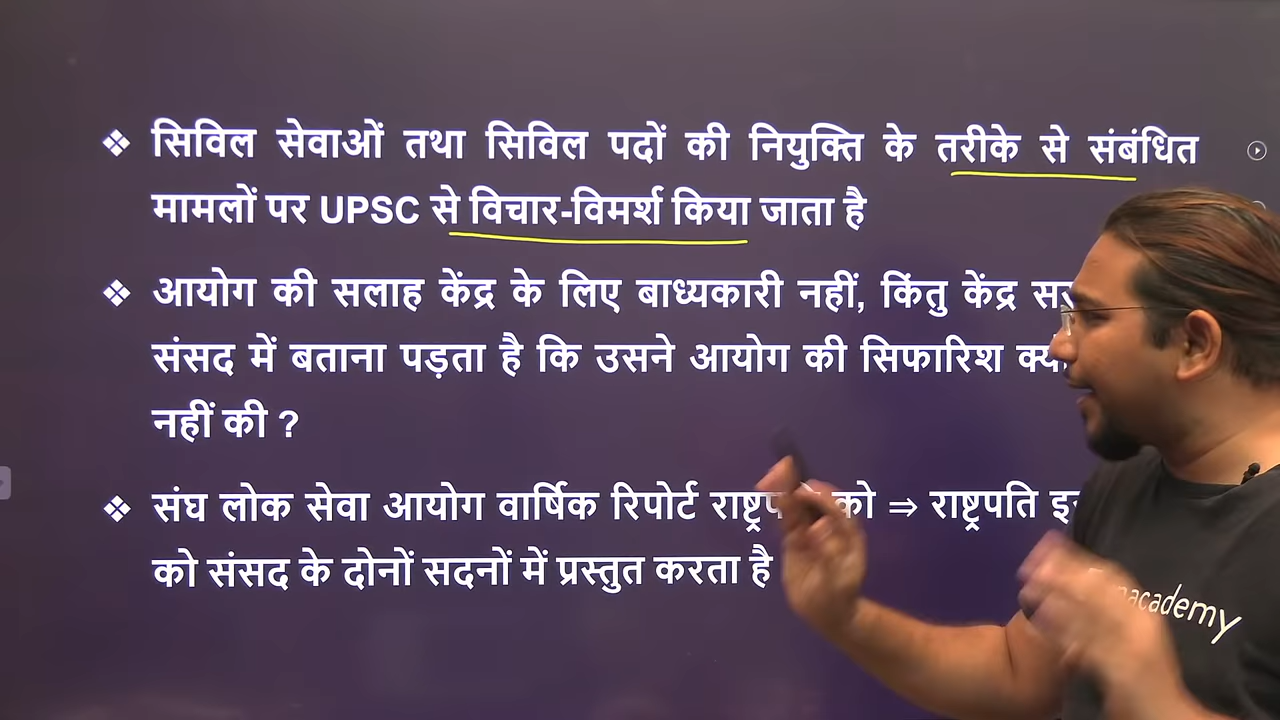 ❖ सिविल सेवाओं तथा सिविल पदों की नियुक्ति के तरीके से संबंधित
मामलों पर UPSC से विचार-विमर्श किया जाता है
❖ आयोग की सलाह केंद्र के लिए बाध्यकारी नहीं, किंतु केंद्र
संसद में बताना पड़ता है कि उसने आयोग की सिफारिश
नहीं की ?
❖ संघ लोक सेवा आयोग वार्षिक रिपोर्ट को ⇒ राष्ट्रपति
को संसद के दोनों सदनों में प्रस्तुत करता है